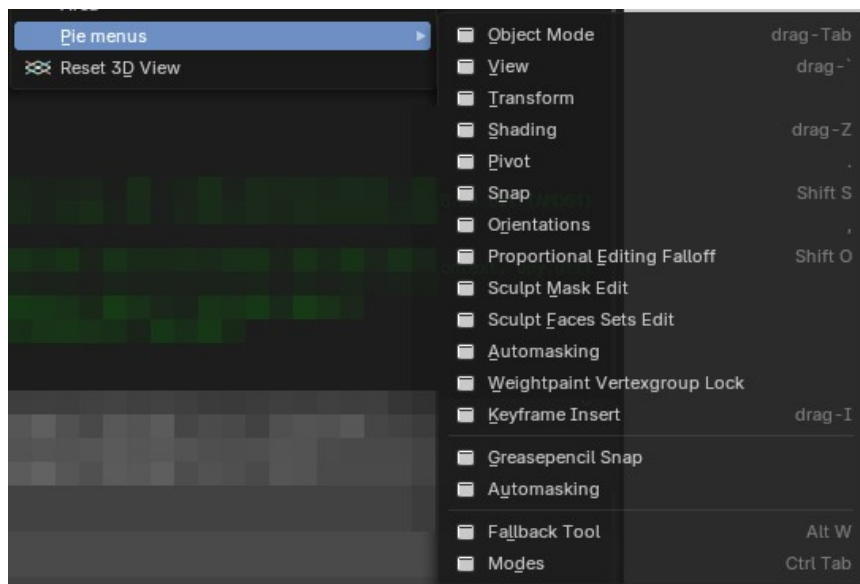 Pie menus
Reset 3D View
Object Mode drag-Tab
View drag-`
Transform
Shading drag-Z
Pivot .
Snap Shift S
Orientations ,
Proportional Editing Falloff Shift O
Sculpt Mask Edit
Sculpt Faces Sets Edit
Automasking
Weightpaint Vertexgroup Lock
Keyframe Insert drag-I
Greasepencil Snap
Automasking
Fallback Tool Alt W
Modes Ctrl Tab